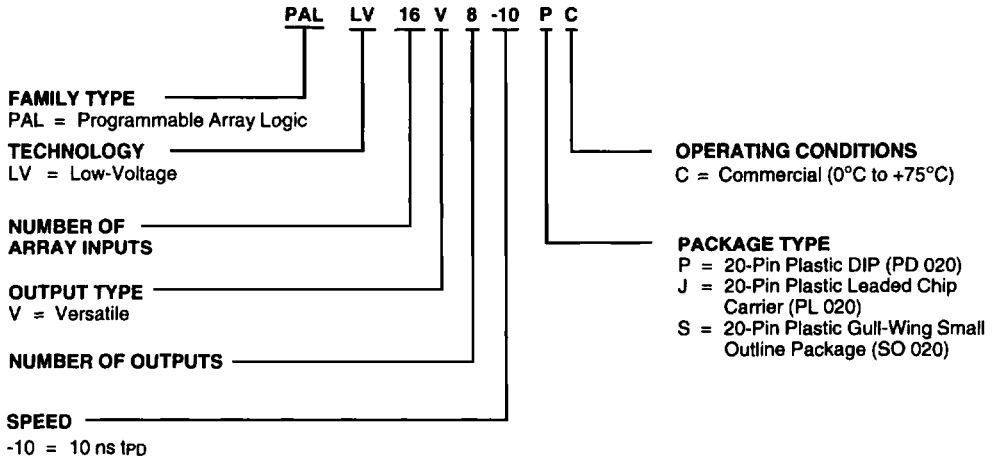 PAL LV 16 V 8 -10 P C
FAMILY TYPE
PAL = Programmable Array Logic
TECHNOLOGY
LV = Low-Voltage
NUMBER OF
ARRAY INPUTS
OUTPUT TYPE
V = Versatile
NUMBER OF OUTPUTS
SPEED
-10 = 10 ns tPD
OPERATING CONDITIONS
C = Commercial (0°C to +75°C)
PACKAGE TYPE
P = 20-Pin Plastic DIP (PD 020)
J = 20-Pin Plastic Leaded Chip
Carrier (PL 020)
S = 20-Pin Plastic Gull-Wing Small
Outline Package (SO 020)